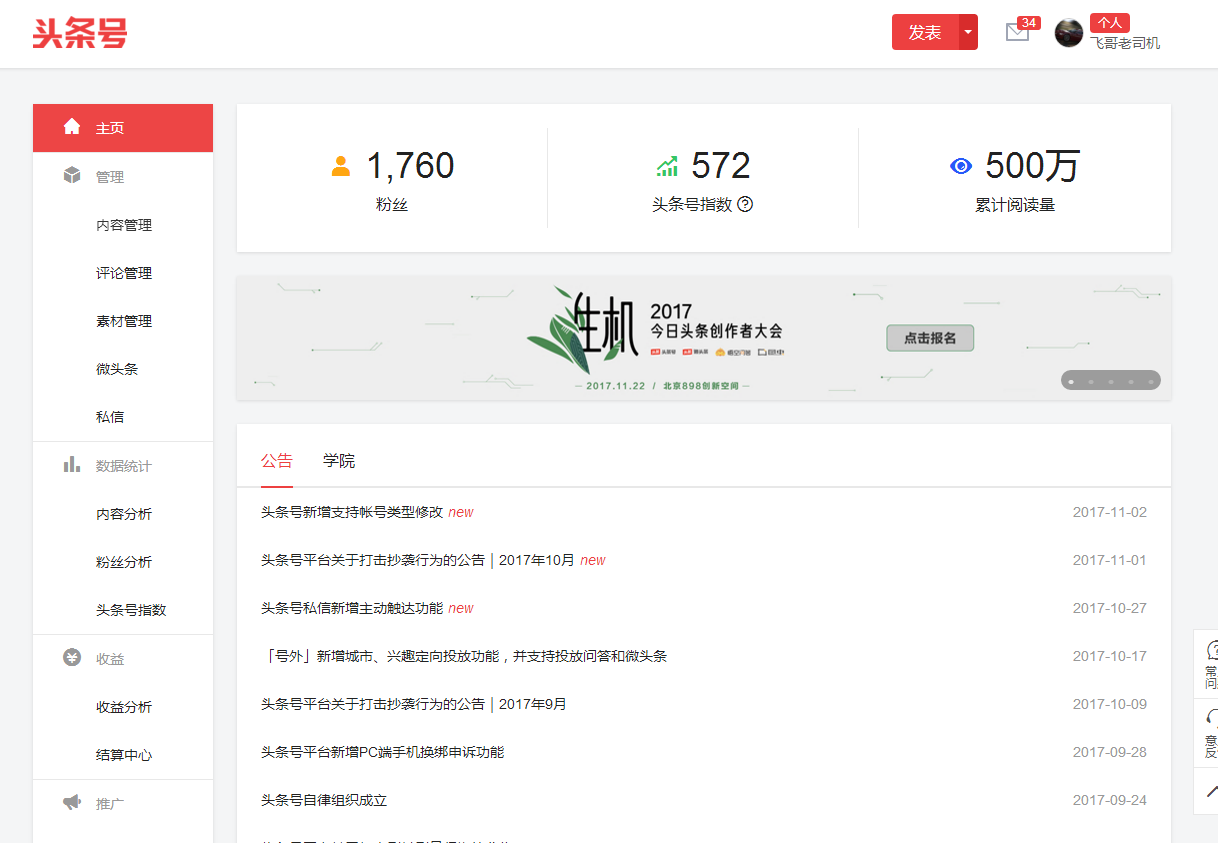 头条号
发表
34
个人
飞哥老司机
主页
管理
内容管理
评论管理
素材管理
微头条
私信
数据统计
内容分析
粉丝分析
头条号指数
收益
收益分析
结算中心
推广
1,760
粉丝
572
头条号指数
500万
累计阅读量
生机
2017
今日头条创作者大会
2017.11.22 / 北京898创新空间
点击报名
公告 学院
头条号新增支持帐号类型修改 new 2017-11-02
头条号平台关于打击抄袭行为的公告 | 2017年10月 new 2017-11-01
头条号私信新增主动触达功能 new 2017-10-27
「号外」新增城市、兴趣定向投放功能，并支持投放问答和微头条 2017-10-17
头条号平台关于打击抄袭行为的公告 | 2017年9月 2017-10-09
头条号平台新增PC端手机换绑申诉功能 2017-09-28
头条号自律组织成立 2017-09-24
常
问
意
反